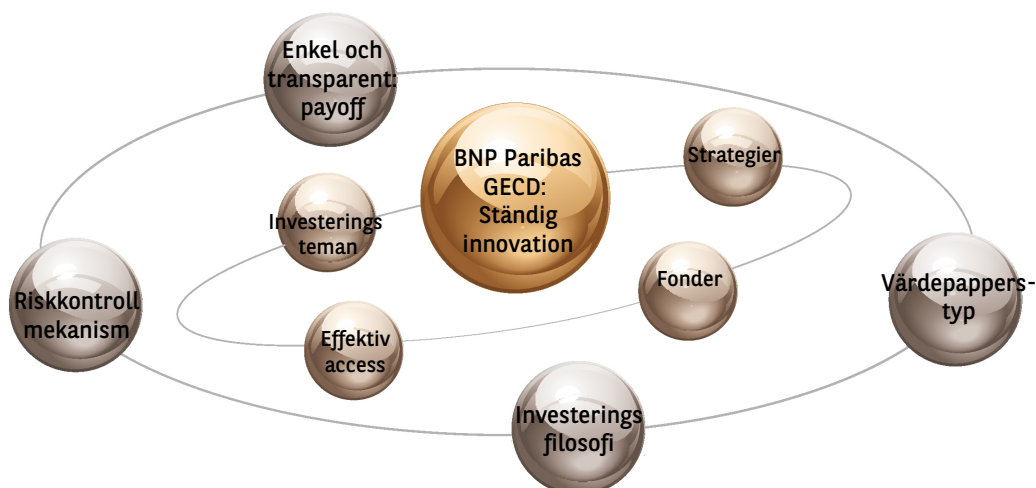 Enkel och
transparent:
payoff
BNP Paribas
GECD:
Ständig
innovation
Strategier
Investerings
teman
Fonder
Riskkontroll
mekanism
Värdepappers-
typ
Effektiv
access
Investerings
filosofi